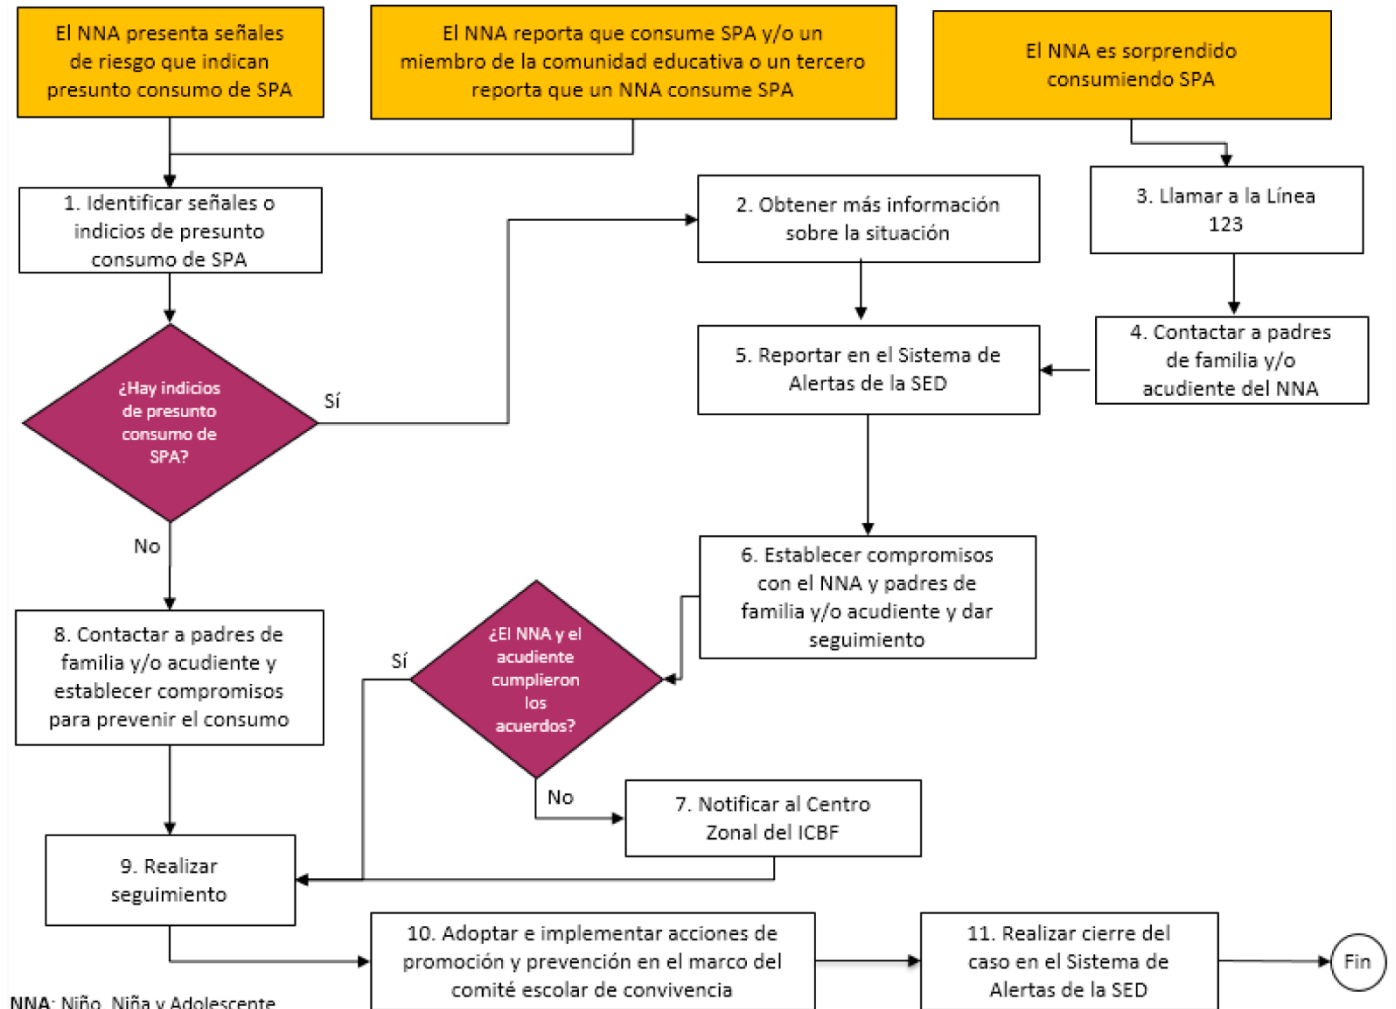 El NNA presenta señales
de riesgo que indican
presunto consumo de SPA
El NNA reporta que consume SPA y/o un
miembro de la comunidad educativa o un tercero
reporta que un NNA consume SPA
El NNA es sorprendido
consumiendo SPA
1. Identificar señales o
indicios de presunto
consumo de SPA
2. Obtener más información
sobre la situación
3. Llamar a la Línea
123
¿Hay indicios
de presunto
consumo de
SPA?
Sí
No
5. Reportar en el Sistema de
Alertas de la SED
4. Contactar a padres
de familia y/o
acudiente del NNA
6. Establecer compromisos
con el NNA y padres de
familia y/o acudiente y dar
seguimiento
¿El NNA y el
acudiente
cumplieron
los
acuerdos?
Sí
No
8. Contactar a padres de
familia y/o acudiente y
establecer compromisos
para prevenir el consumo
7. Notificar al Centro
Zonal del ICBF
9. Realizar
seguimiento
10. Adoptar e implementar acciones de
promoción y prevención en el marco del
comité escolar de convivencia
11. Realizar cierre del
caso en el Sistema de
Alertas de la SED
Fin
NNA: Niño, Niña y Adolescente